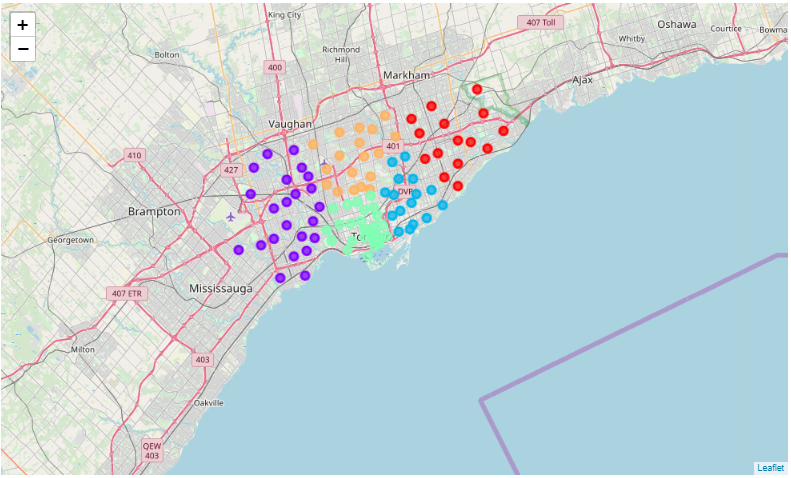 King City
407 Toll
Oshawa
+
−
Bolton
Richmond
Hill
Whitby
Courtice
Bowma
400
Markham
Ajax
Vaughan
401
410
427
DVP
Brampton
To
Georgetown
407 ETR
Mississauga
Milton
403
Oakville
QEW
403
Leaflet